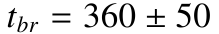 t_{br} = 360 ± 50